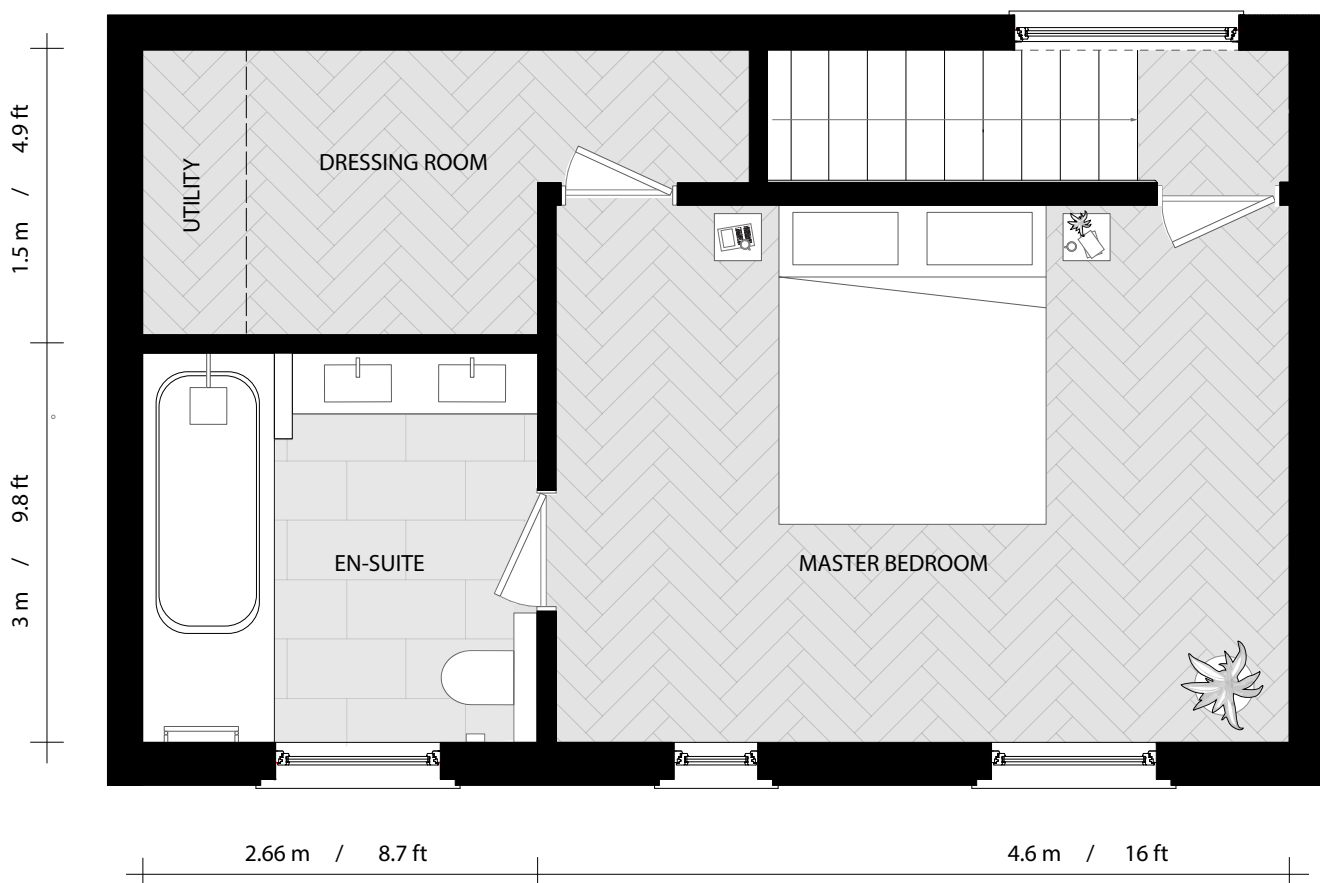 4.9 ft
/
1.5 m
UTILITY
DRESSING ROOM
9.8 ft
/
3 m
EN-SUITE
MASTER BEDROOM
2.66 m / 8.7 ft
4.6 m / 16 ft